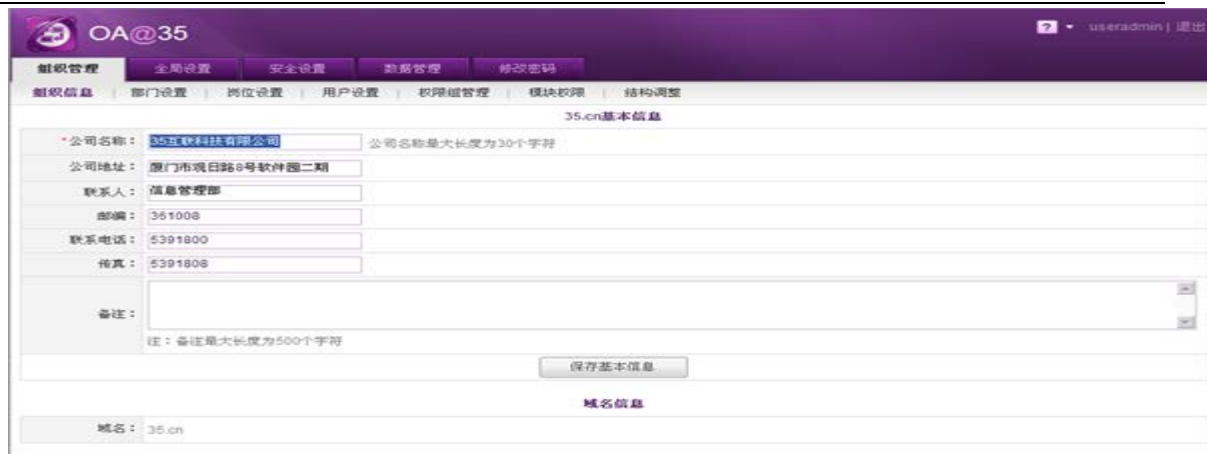 OA@35
? useradmin | 退出
组织管理 全局设置 安全设置 数据管理 修改密码
组织信息 | 部门设置 | 岗位设置 | 用户设置 | 权限组管理 | 模块权限 | 结构调整
35.cn基本信息
*公司名称： 35互联科技有限公司 公司名称最大长度为30个字符
公司地址： 厦门市观日路8号软件园二期
联系人： 信息管理部
邮编： 361008
联系电话： 5391800
传真： 5391808
备注：
注：备注最大长度为500个字符
保存基本信息
域名信息
域名： 35.cn